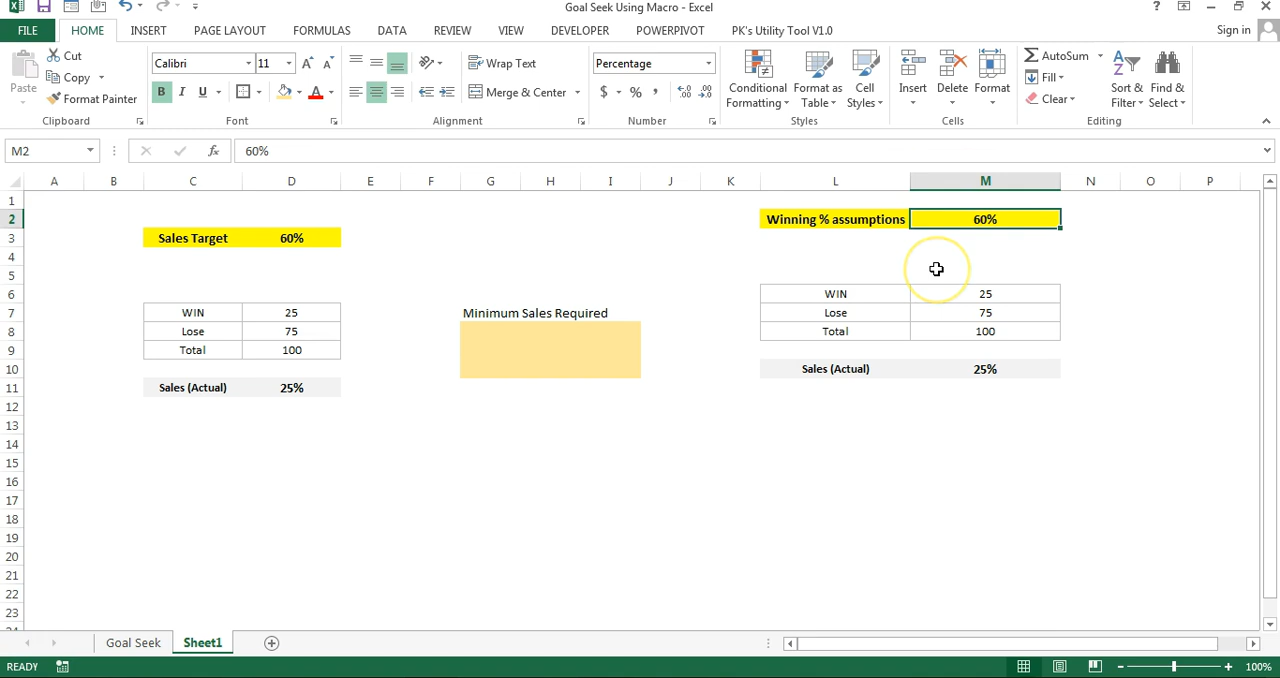 Goal Seek Using Macro - Excel
?
FILE HOME INSERT PAGE LAYOUT FORMULAS DATA REVIEW VIEW DEVELOPER POWERPIVOT PK's Utility Tool V1.0 Sign in
Paste
Cut
Copy
Format Painter
Calibri 11
B I U A
Wrap Text
Merge & Center
Percentage
$ % ,
Conditional Formatting
Format as Table
Cell Styles
Insert
Delete
Format
AutoSum
Fill
Clear
Sort & Filter
Find & Select
Clipboard Font Alignment Number Styles Cells Editing
M2 fx 60%
A B C D E F G H I J K L M N O P
1
2 Winning % assumptions 60%
3 Sales Target 60%
4
5
6 WIN 25
7 WIN 25 Minimum Sales Required Lose 75
8 Lose 75 Total 100
9 Total 100
10 Sales (Actual) 25%
11 Sales (Actual) 25%
12
13
14
15
16
17
18
19
20
21
22
23
Goal Seek Sheet1
READY 100%